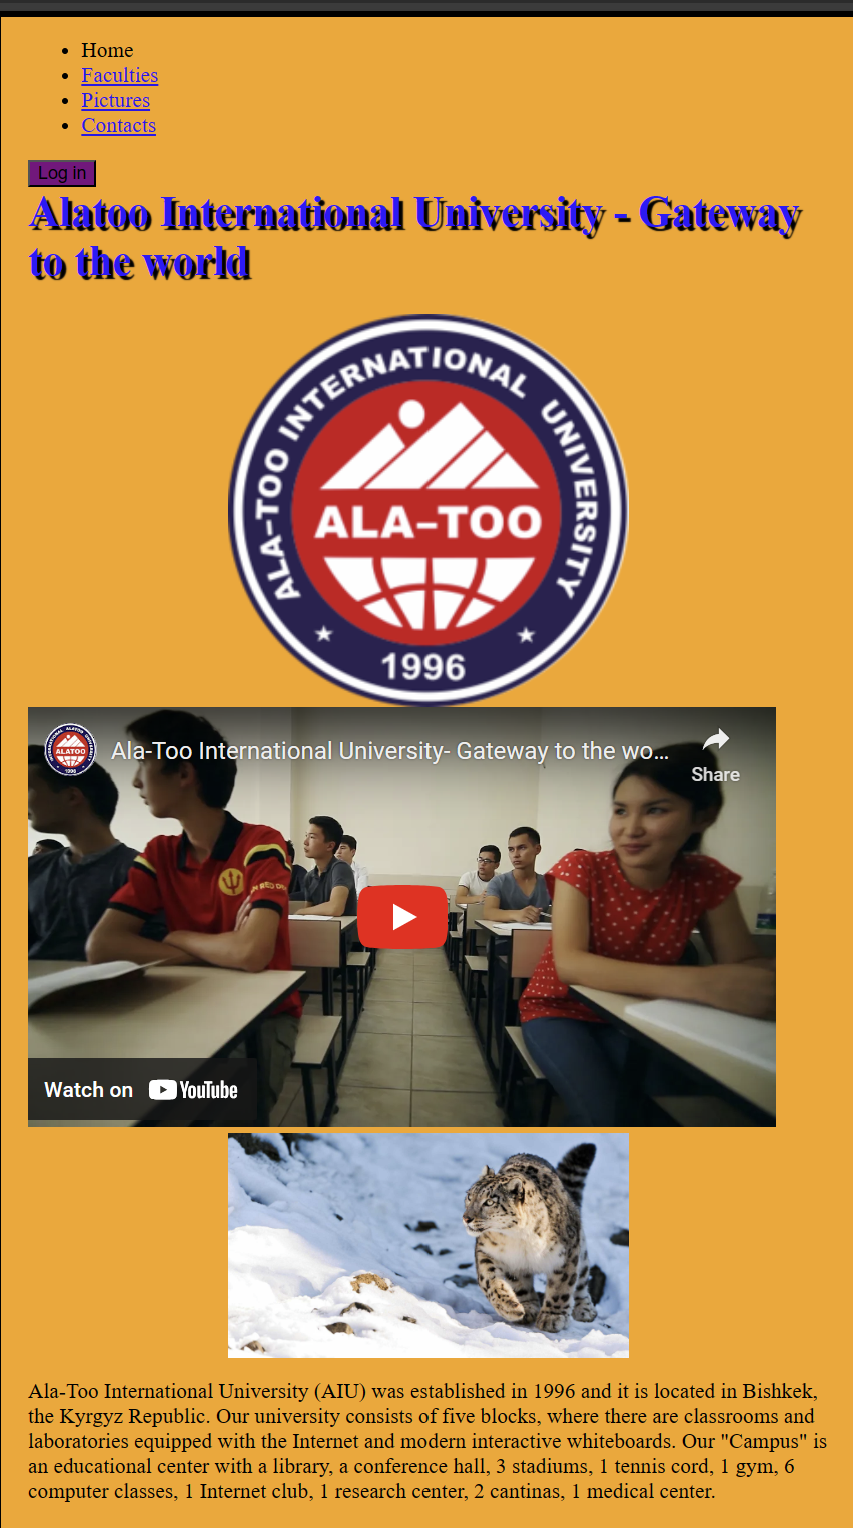 Home
Faculties
Pictures
Contacts
Log in
Alatoo International University - Gateway
to the world
ALA-TOO INTERNATIONAL UNIVERSITY
ALA-TOO
1996
Ala-Too International University- Gateway to the wo...
Share
Watch on YouTube
Ala-Too International University (AIU) was established in 1996 and it is located in Bishkek,
the Kyrgyz Republic. Our university consists of five blocks, where there are classrooms and
laboratories equipped with the Internet and modern interactive whiteboards. Our "Campus" is
an educational center with a library, a conference hall, 3 stadiums, 1 tennis cord, 1 gym, 6
computer classes, 1 Internet club, 1 research center, 2 cantinas, 1 medical center.